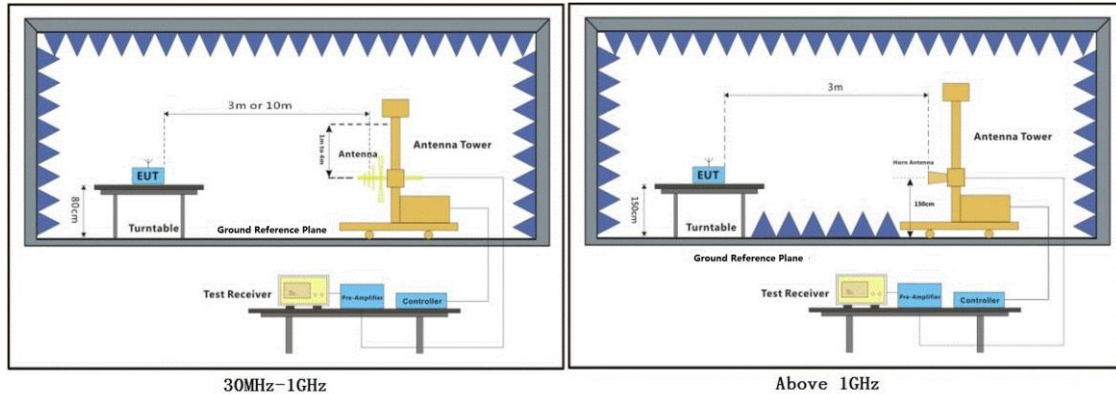 3m or 10m
1m to 4m
Antenna
Antenna Tower
EUT
80cm
Turntable
Ground Reference Plane
Test Receiver
Pre-Amplifier
Controller
30MHz-1GHz
3m
Antenna Tower
Horn Antenna
EUT
150cm
150cm
Turntable
Ground Reference Plane
Test Receiver
Pre-Amplifier
Controller
Above 1GHz